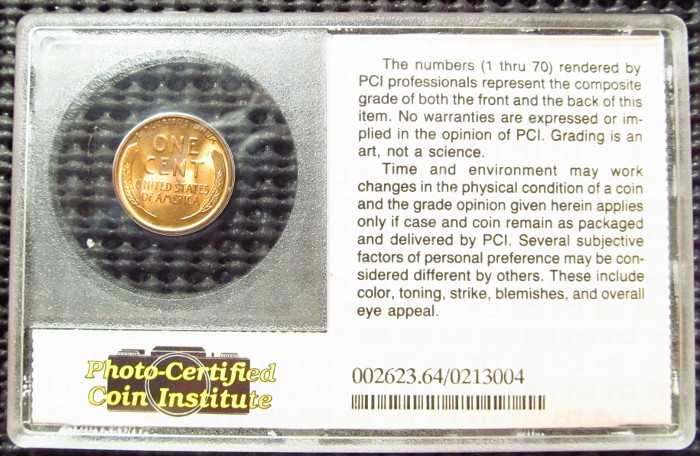 E PLURIBUS UNUM
ONE
CENT
UNITED STATES
OF AMERICA
The numbers (1 thru 70) rendered by
PCI professionals represent the composite
grade of both the front and the back of this
item. No warranties are expressed or im-
plied in the opinion of PCI. Grading is an
art, not a science.
Time and environment may work
changes in the physical condition of a coin
and the grade opinion given herein applies
only if case and coin remain as packaged
and delivered by PCI. Several subjective
factors of personal preference may be con-
sidered different by others. These include
color, toning, strike, blemishes, and overall
eye appeal.
Photo-Certified
Coin Institute
002623.64/0213004